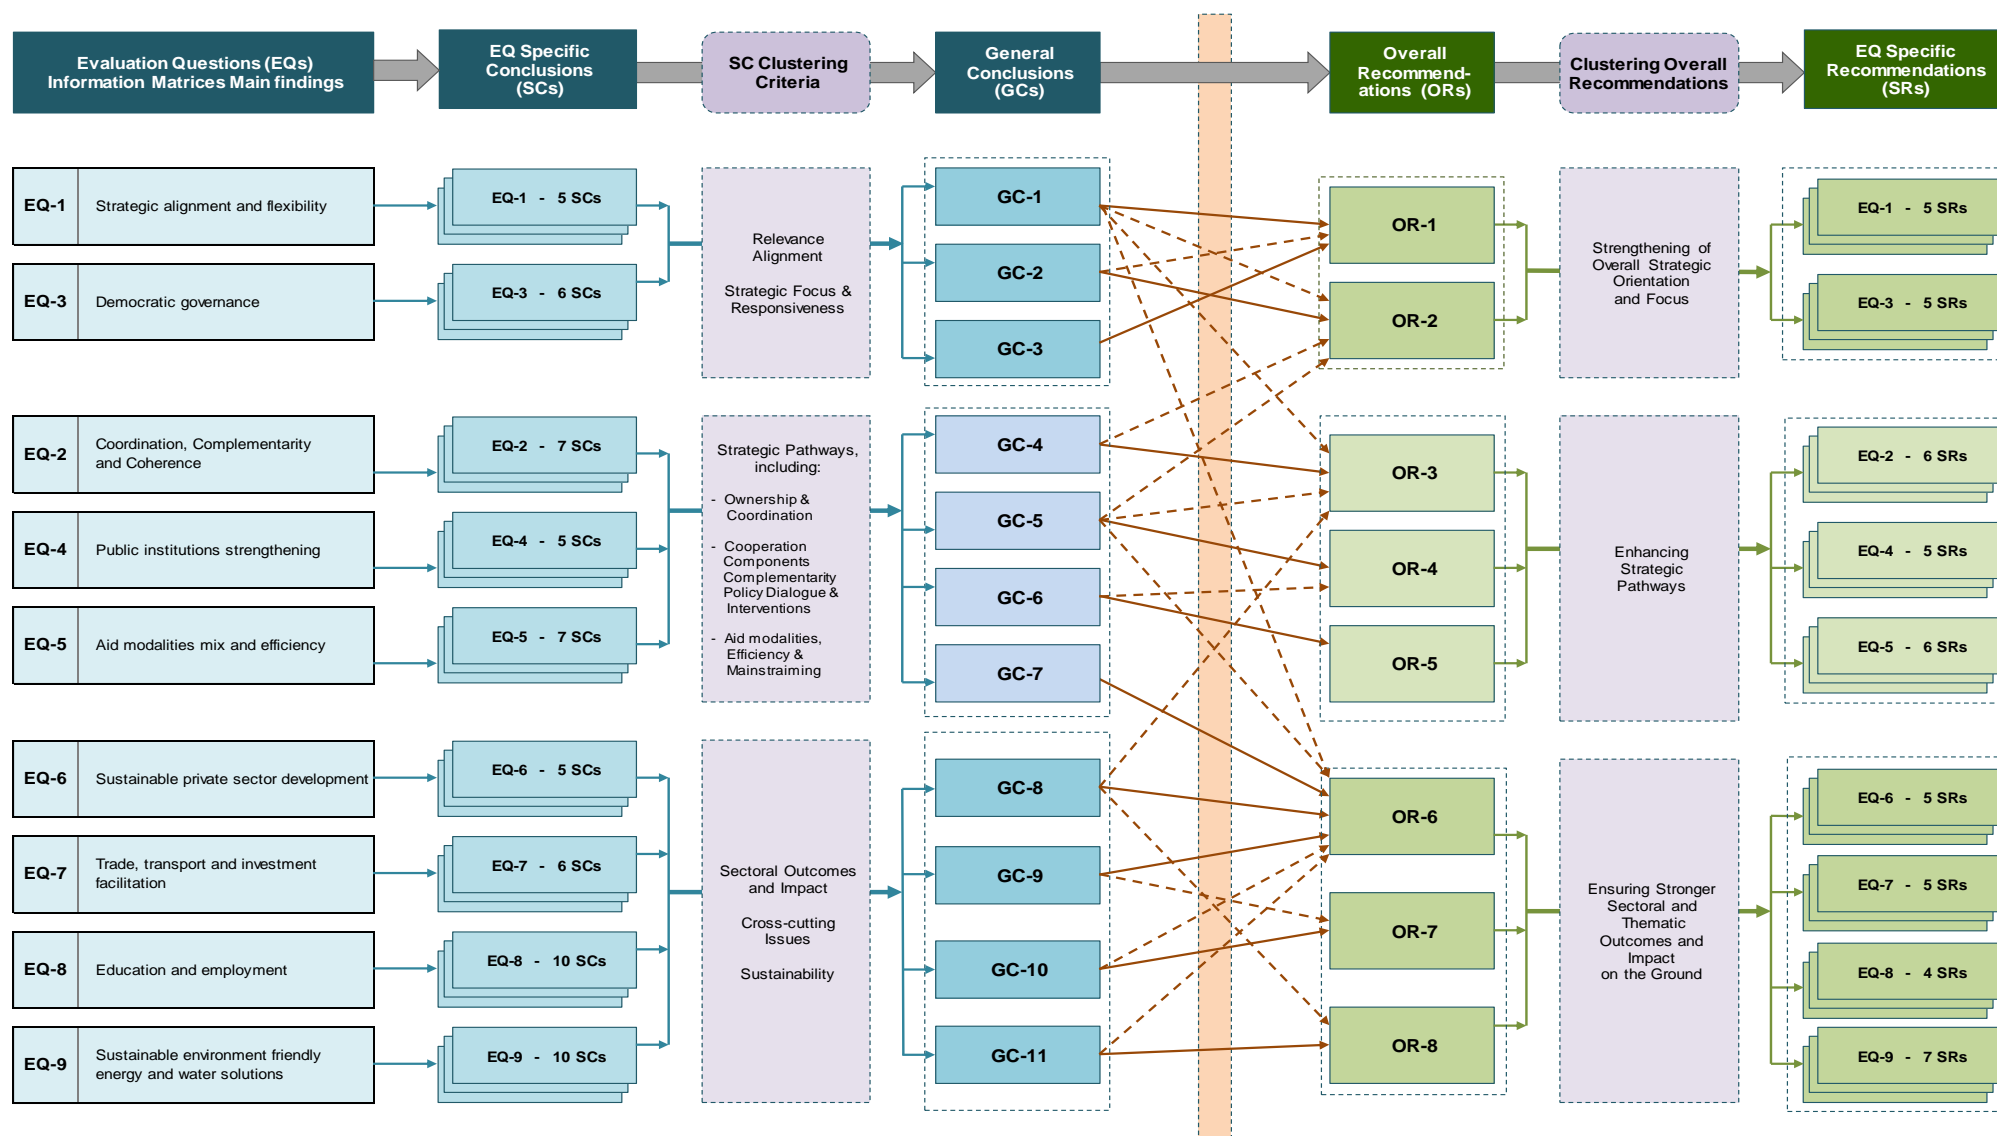 Evaluation Questions (EQs)
Information Matrices Main findings
EQ Specific
Conclusions
(SCs)
SC Clustering
Criteria
General
Conclusions
(GCs)
Overall
Recommend-
ations (ORs)
Clustering Overall
Recommendations
EQ Specific
Recommendations
(SRs)
EQ-1
Strategic alignment and flexibility
EQ-3
Democratic governance
EQ-1 - 5 SCs
EQ-3 - 6 SCs
Relevance
Alignment
Strategic Focus &
Responsiveness
GC-1
GC-2
GC-3
OR-1
OR-2
Strengthening of
Overall Strategic
Orientation
and Focus
EQ-1 - 5 SRs
EQ-3 - 5 SRs
EQ-2
Coordination, Complementarity
and Coherence
EQ-4
Public institutions strengthening
EQ-5
Aid modalities mix and efficiency
EQ-2 - 7 SCs
EQ-4 - 5 SCs
EQ-5 - 7 SCs
Strategic Pathways,
including:
- Ownership &
Coordination
- Cooperation
Components
Complementarity
Policy Dialogue &
Interventions
- Aid modalities,
Efficiency &
Mainstraiming
GC-4
GC-5
GC-6
GC-7
OR-3
OR-4
OR-5
Enhancing
Strategic
Pathways
EQ-2 - 6 SRs
EQ-4 - 5 SRs
EQ-5 - 6 SRs
EQ-6
Sustainable private sector development
EQ-7
Trade, transport and investment
facilitation
EQ-8
Education and employment
EQ-9
Sustainable environment friendly
energy and water solutions
EQ-6 - 5 SCs
EQ-7 - 6 SCs
EQ-8 - 10 SCs
EQ-9 - 10 SCs
Sectoral Outcomes
and Impact
Cross-cutting
Issues
Sustainability
GC-8
GC-9
GC-10
GC-11
OR-6
OR-7
OR-8
Ensuring Stronger
Sectoral and
Thematic
Outcomes and
Impact
on the Ground
EQ-6 - 5 SRs
EQ-7 - 5 SRs
EQ-8 - 4 SRs
EQ-9 - 7 SRs